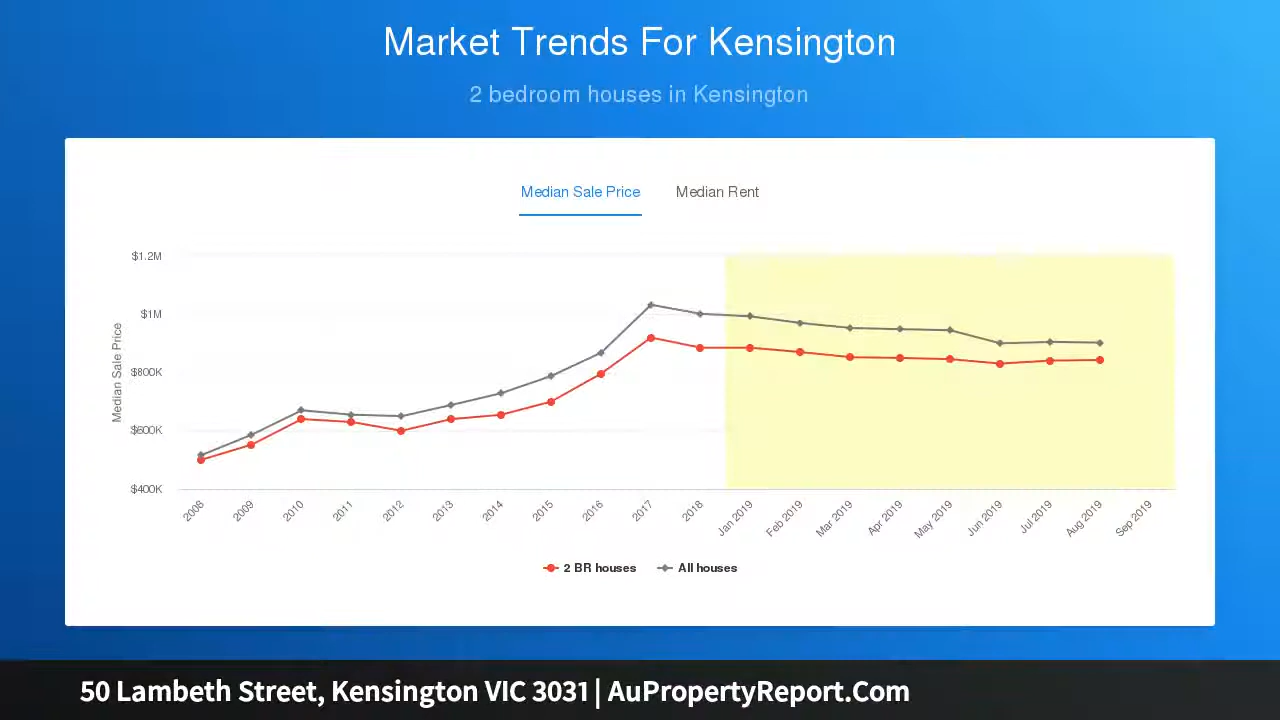 Market Trends For Kensington
2 bedroom houses in Kensington
Median Sale Price Median Rent
$1.2M
$1M
$800K
$600K
$400K
Median Sale Price
2008 2009 2010 2011 2012 2013 2014 2015 2016 2017 2018 Jan 2019 Feb 2019 Mar 2019 Apr 2019 May 2019 Jun 2019 Jul 2019 Aug 2019 Sep 2019
2 BR houses All houses
50 Lambeth Street, Kensington VIC 3031 | AuPropertyReport.Com